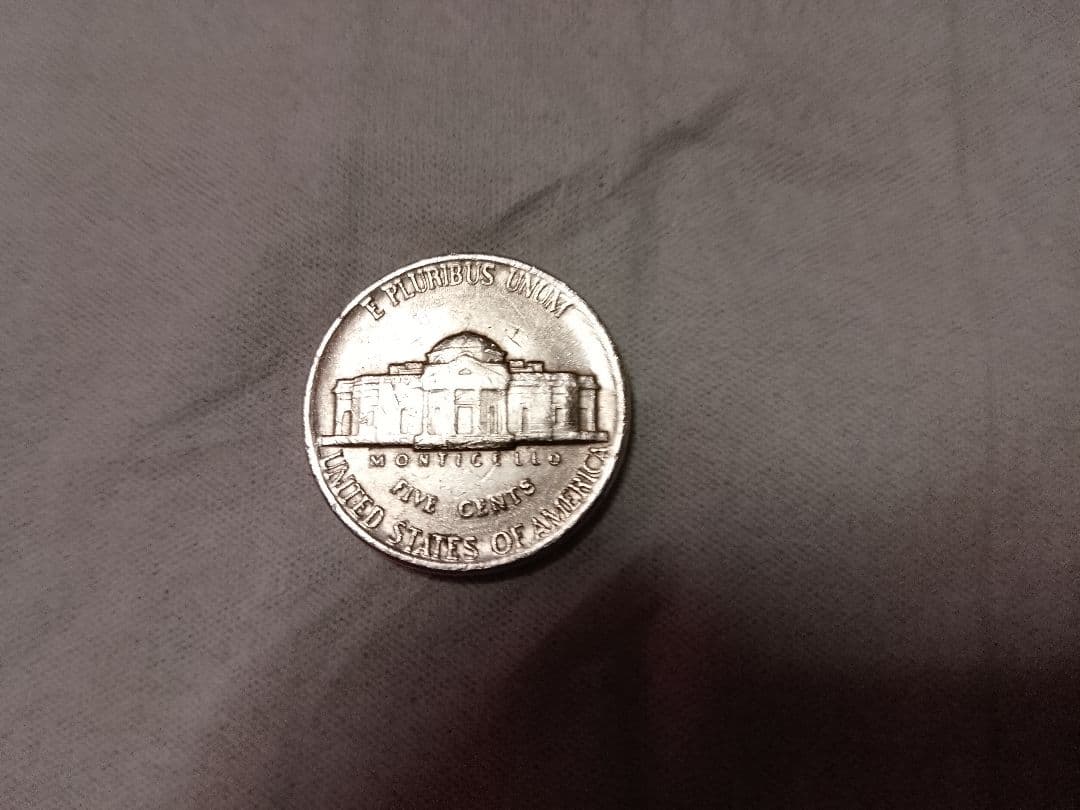 E PLURIBUS UNUM
MONTICELLO
FIVE CENTS
UNITED STATES OF AMERICA